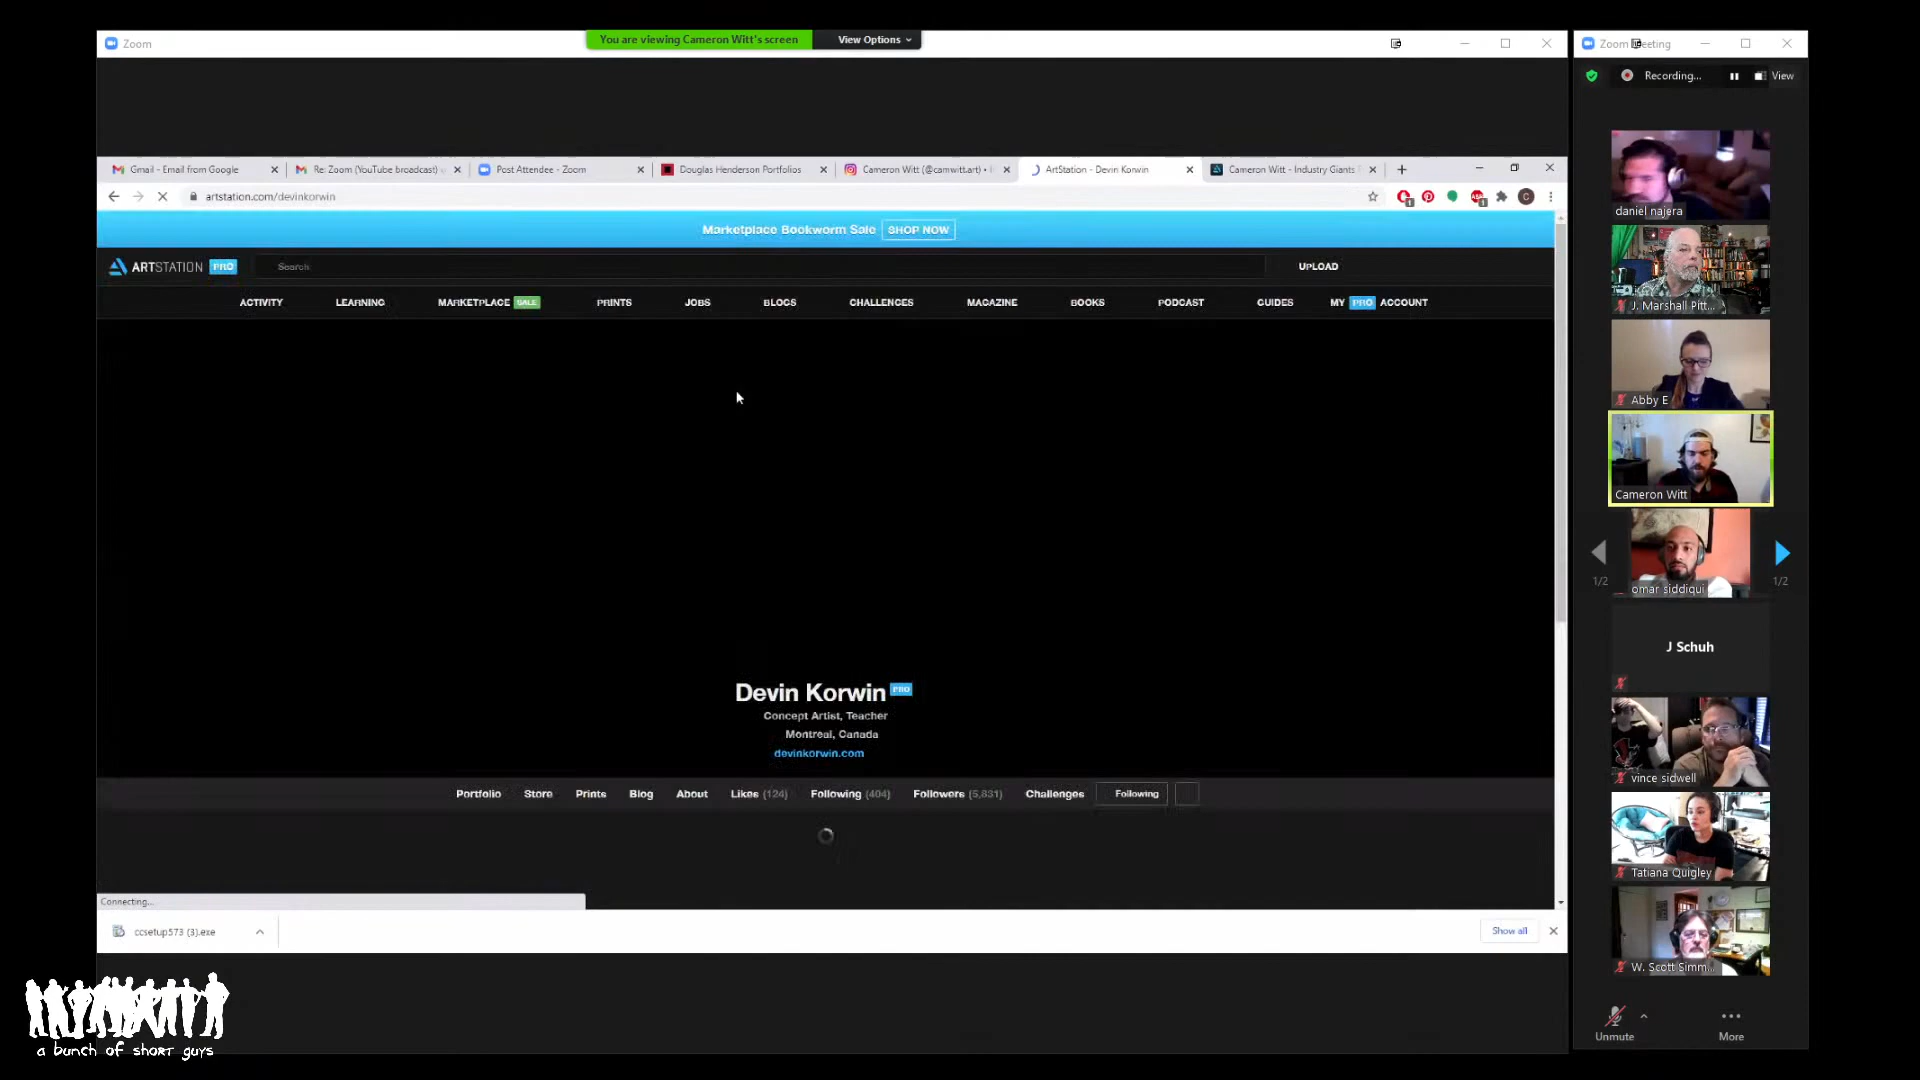 Zoom
You are viewing Cameron Witt's screen
View Options
Zoom Meeting
Recording...
View
Gmail - Email from Google
Re: Zoom (YouTube broadcast)
Post Attendee - Zoom
Douglas Henderson Portfolios
Cameron Witt (@camwitt.art) •
ArtStation - Devin Korwin
Cameron Witt - Industry Giants
artstation.com/devinkorwin
Marketplace Bookworm Sale SHOP NOW
ARTSTATION PRO
Search
UPLOAD
ACTIVITY LEARNING MARKETPLACE SALE PRINTS JOBS BLOGS CHALLENGES MAGAZINE BOOKS PODCAST GUIDES MY PRO ACCOUNT
Devin Korwin PRO
Concept Artist, Teacher
Montreal, Canada
devinkorwin.com
Portfolio Store Prints Blog About Likes (124) Following (404) Followers (5,831) Challenges Following
Connecting...
ccsetup573 (3).exe
Show all
daniel najera
J. Marshall Pitt...
Abby E
Cameron Witt
omar siddiqui
1/2
1/2
J Schuh
vince sidwell
Tatiana Quigley
W. Scott Simm...
Unmute
More
a bunch of short guys